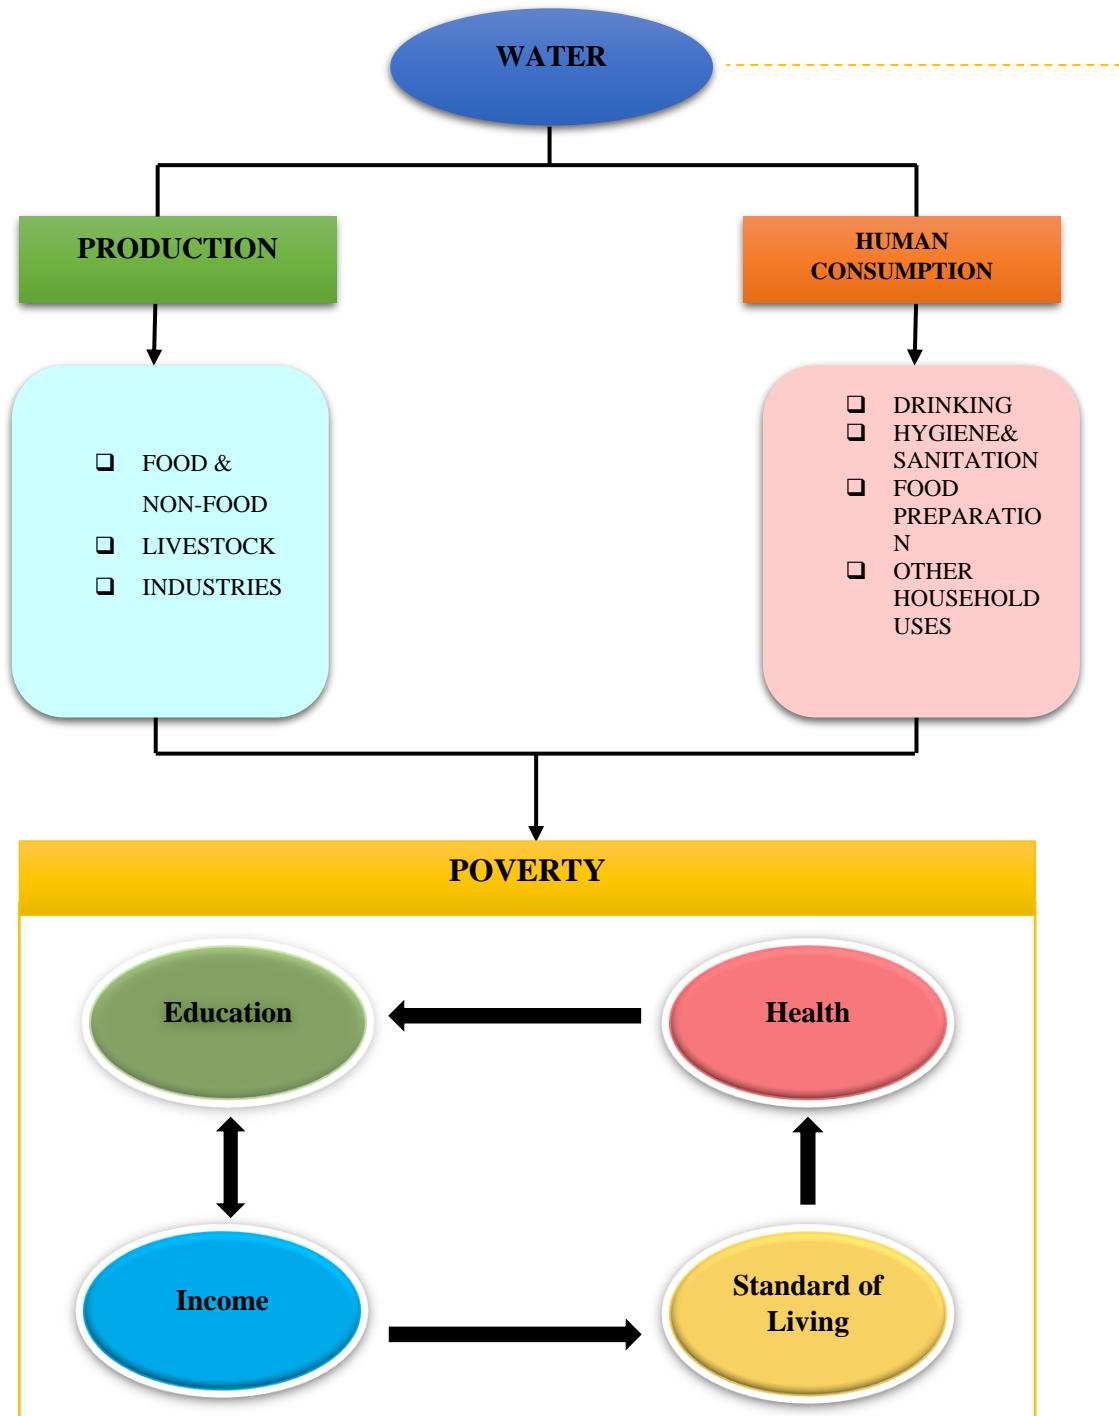 WATER
PRODUCTION
HUMAN
CONSUMPTION
FOOD &
NON-FOOD
LIVESTOCK
INDUSTRIES
DRINKING
HYGIENE&
SANITATION
FOOD
PREPARATIO
N
OTHER
HOUSEHOLD
USES
POVERTY
Education
Health
Income
Standard of
Living